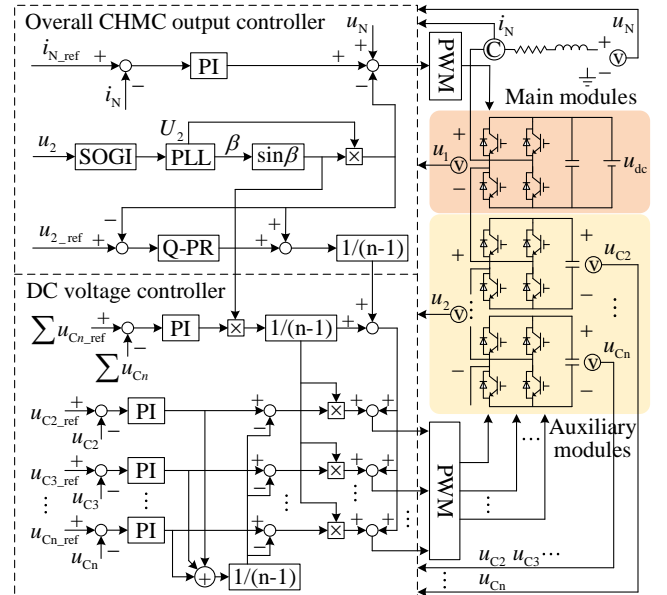 Overall CHMC output controller
u_N
i_N
u_N
i_N_ref
+
−
PI
+
+
−
PWM
C
+
−
V
i_N
Main modules
u_2
SOGI
U_2
PLL
β
sinβ
×
u_1
+
−
V
u_dc
u_2_ref
+
−
Q-PR
+
+
1/(n-1)
DC voltage controller
u_2
+
−
V
⋮
+
−
V
u_C2
⋮
+
−
V
u_Cn
Auxiliary modules
∑ u_Cn_ref
+
−
PI
×
1/(n-1)
+
+
∑ u_Cn
u_C2_ref
+
−
PI
+
−
×
+
+
u_C2
u_C3_ref
+
−
PI
+
−
×
+
+
u_C3
⋮
⋮
⋮
⋮
u_Cn_ref
+
−
PI
+
−
×
+
+
u_Cn
+
1/(n-1)
PWM
⋯
u_C2 u_C3 ⋯
⋮ u_Cn